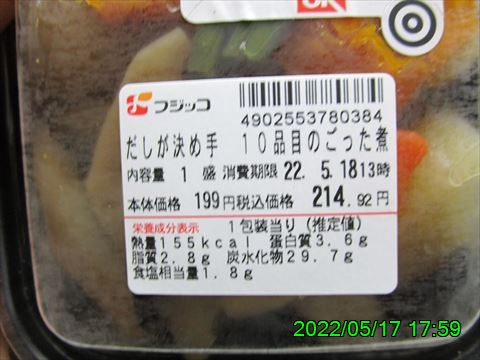 OK
フジッコ
4902553780384
だしが決め手 10品目のごった煮
内容量 1 盛 消費期限 22. 5.18 13時
本体価格 199円 税込価格 214.92円
栄養成分表示 1包装当り (推定値)
熱量155kcal 蛋白質3.6g
脂質2.8g 炭水化物29.7g
食塩相当量1.8g
2022/05/17 17:59